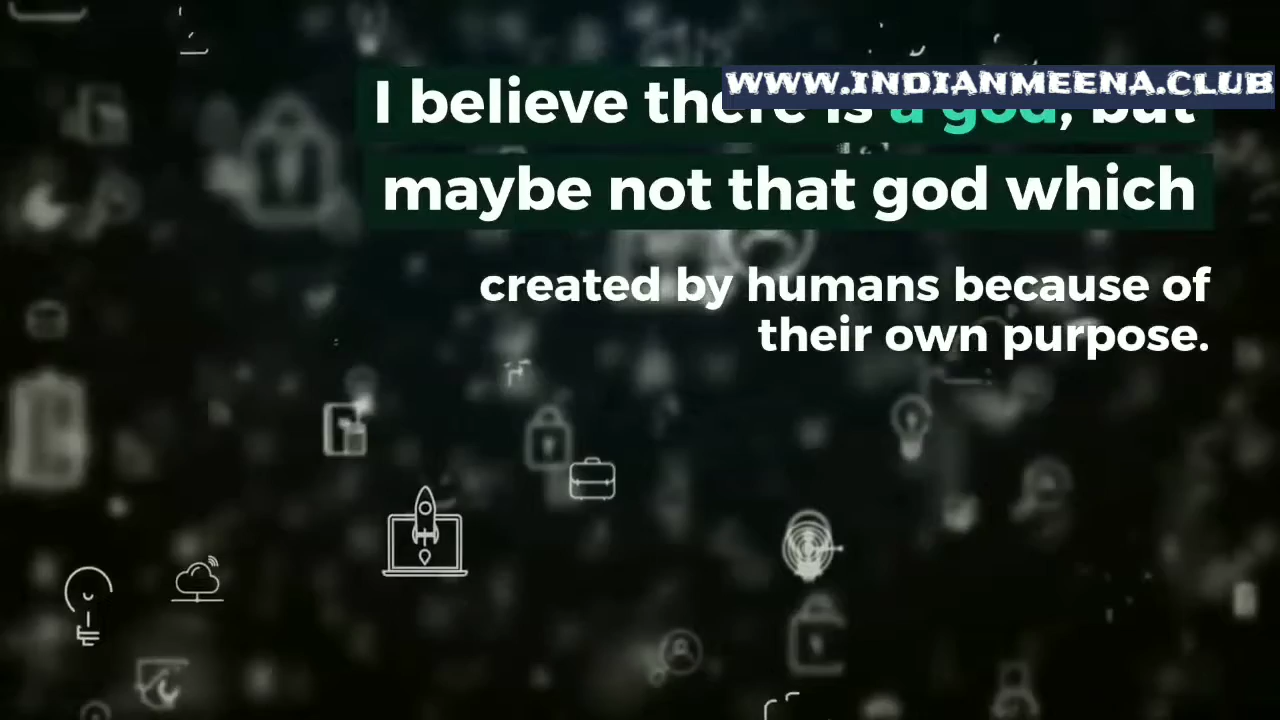 WWW.INDIANMEENA.CLUB
I believe there is a god, but
maybe not that god which
created by humans because of
their own purpose.